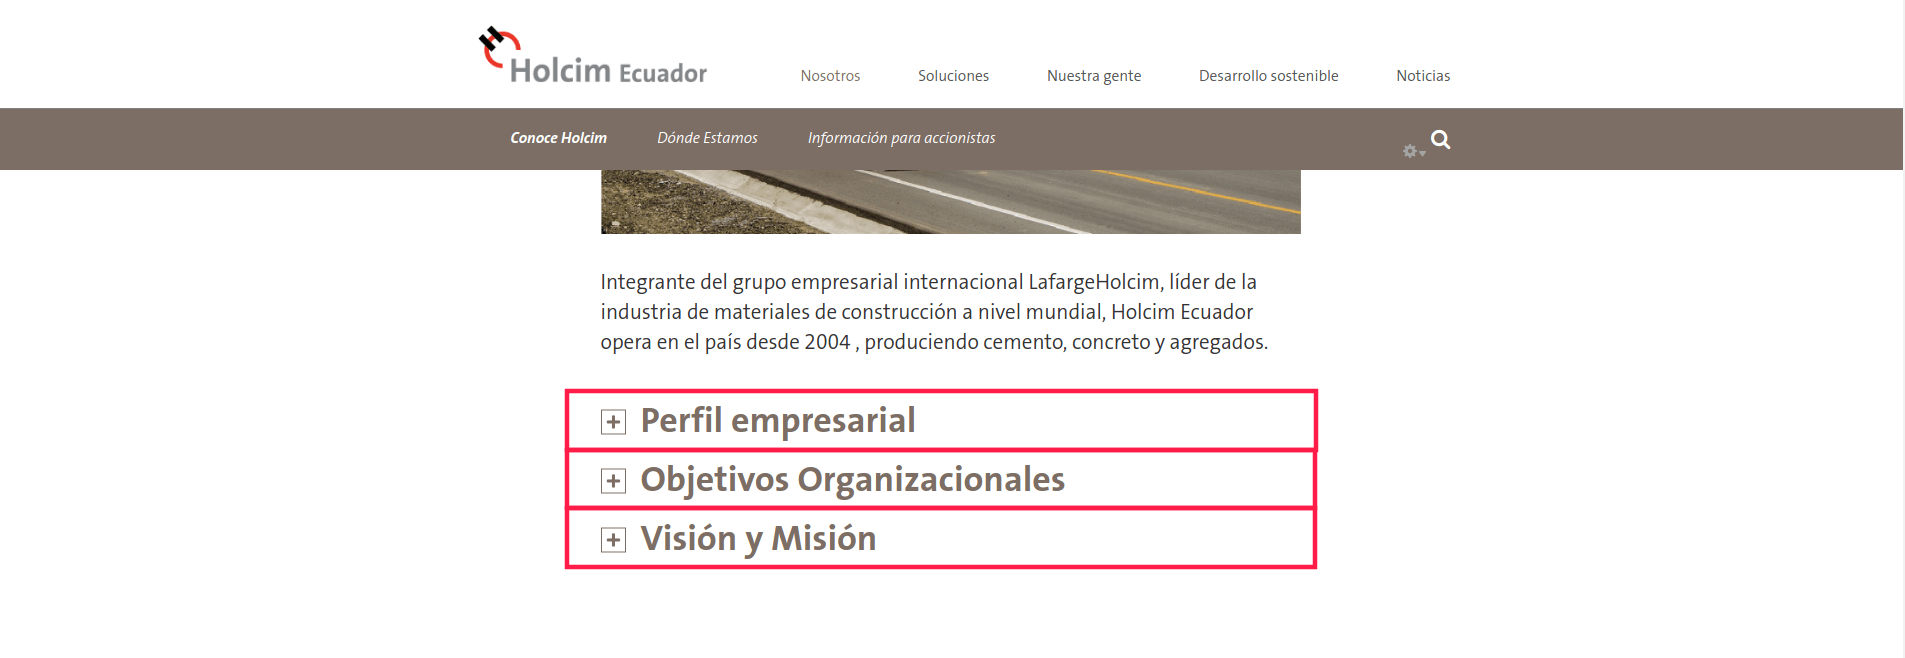 Holcim Ecuador
Nosotros Soluciones Nuestra gente Desarrollo sostenible Noticias
Conoce Holcim Dónde Estamos Información para accionistas
Integrante del grupo empresarial internacional LafargeHolcim, líder de la
industria de materiales de construcción a nivel mundial, Holcim Ecuador
opera en el país desde 2004 , produciendo cemento, concreto y agregados.
Perfil empresarial
Objetivos Organizacionales
Visión y Misión